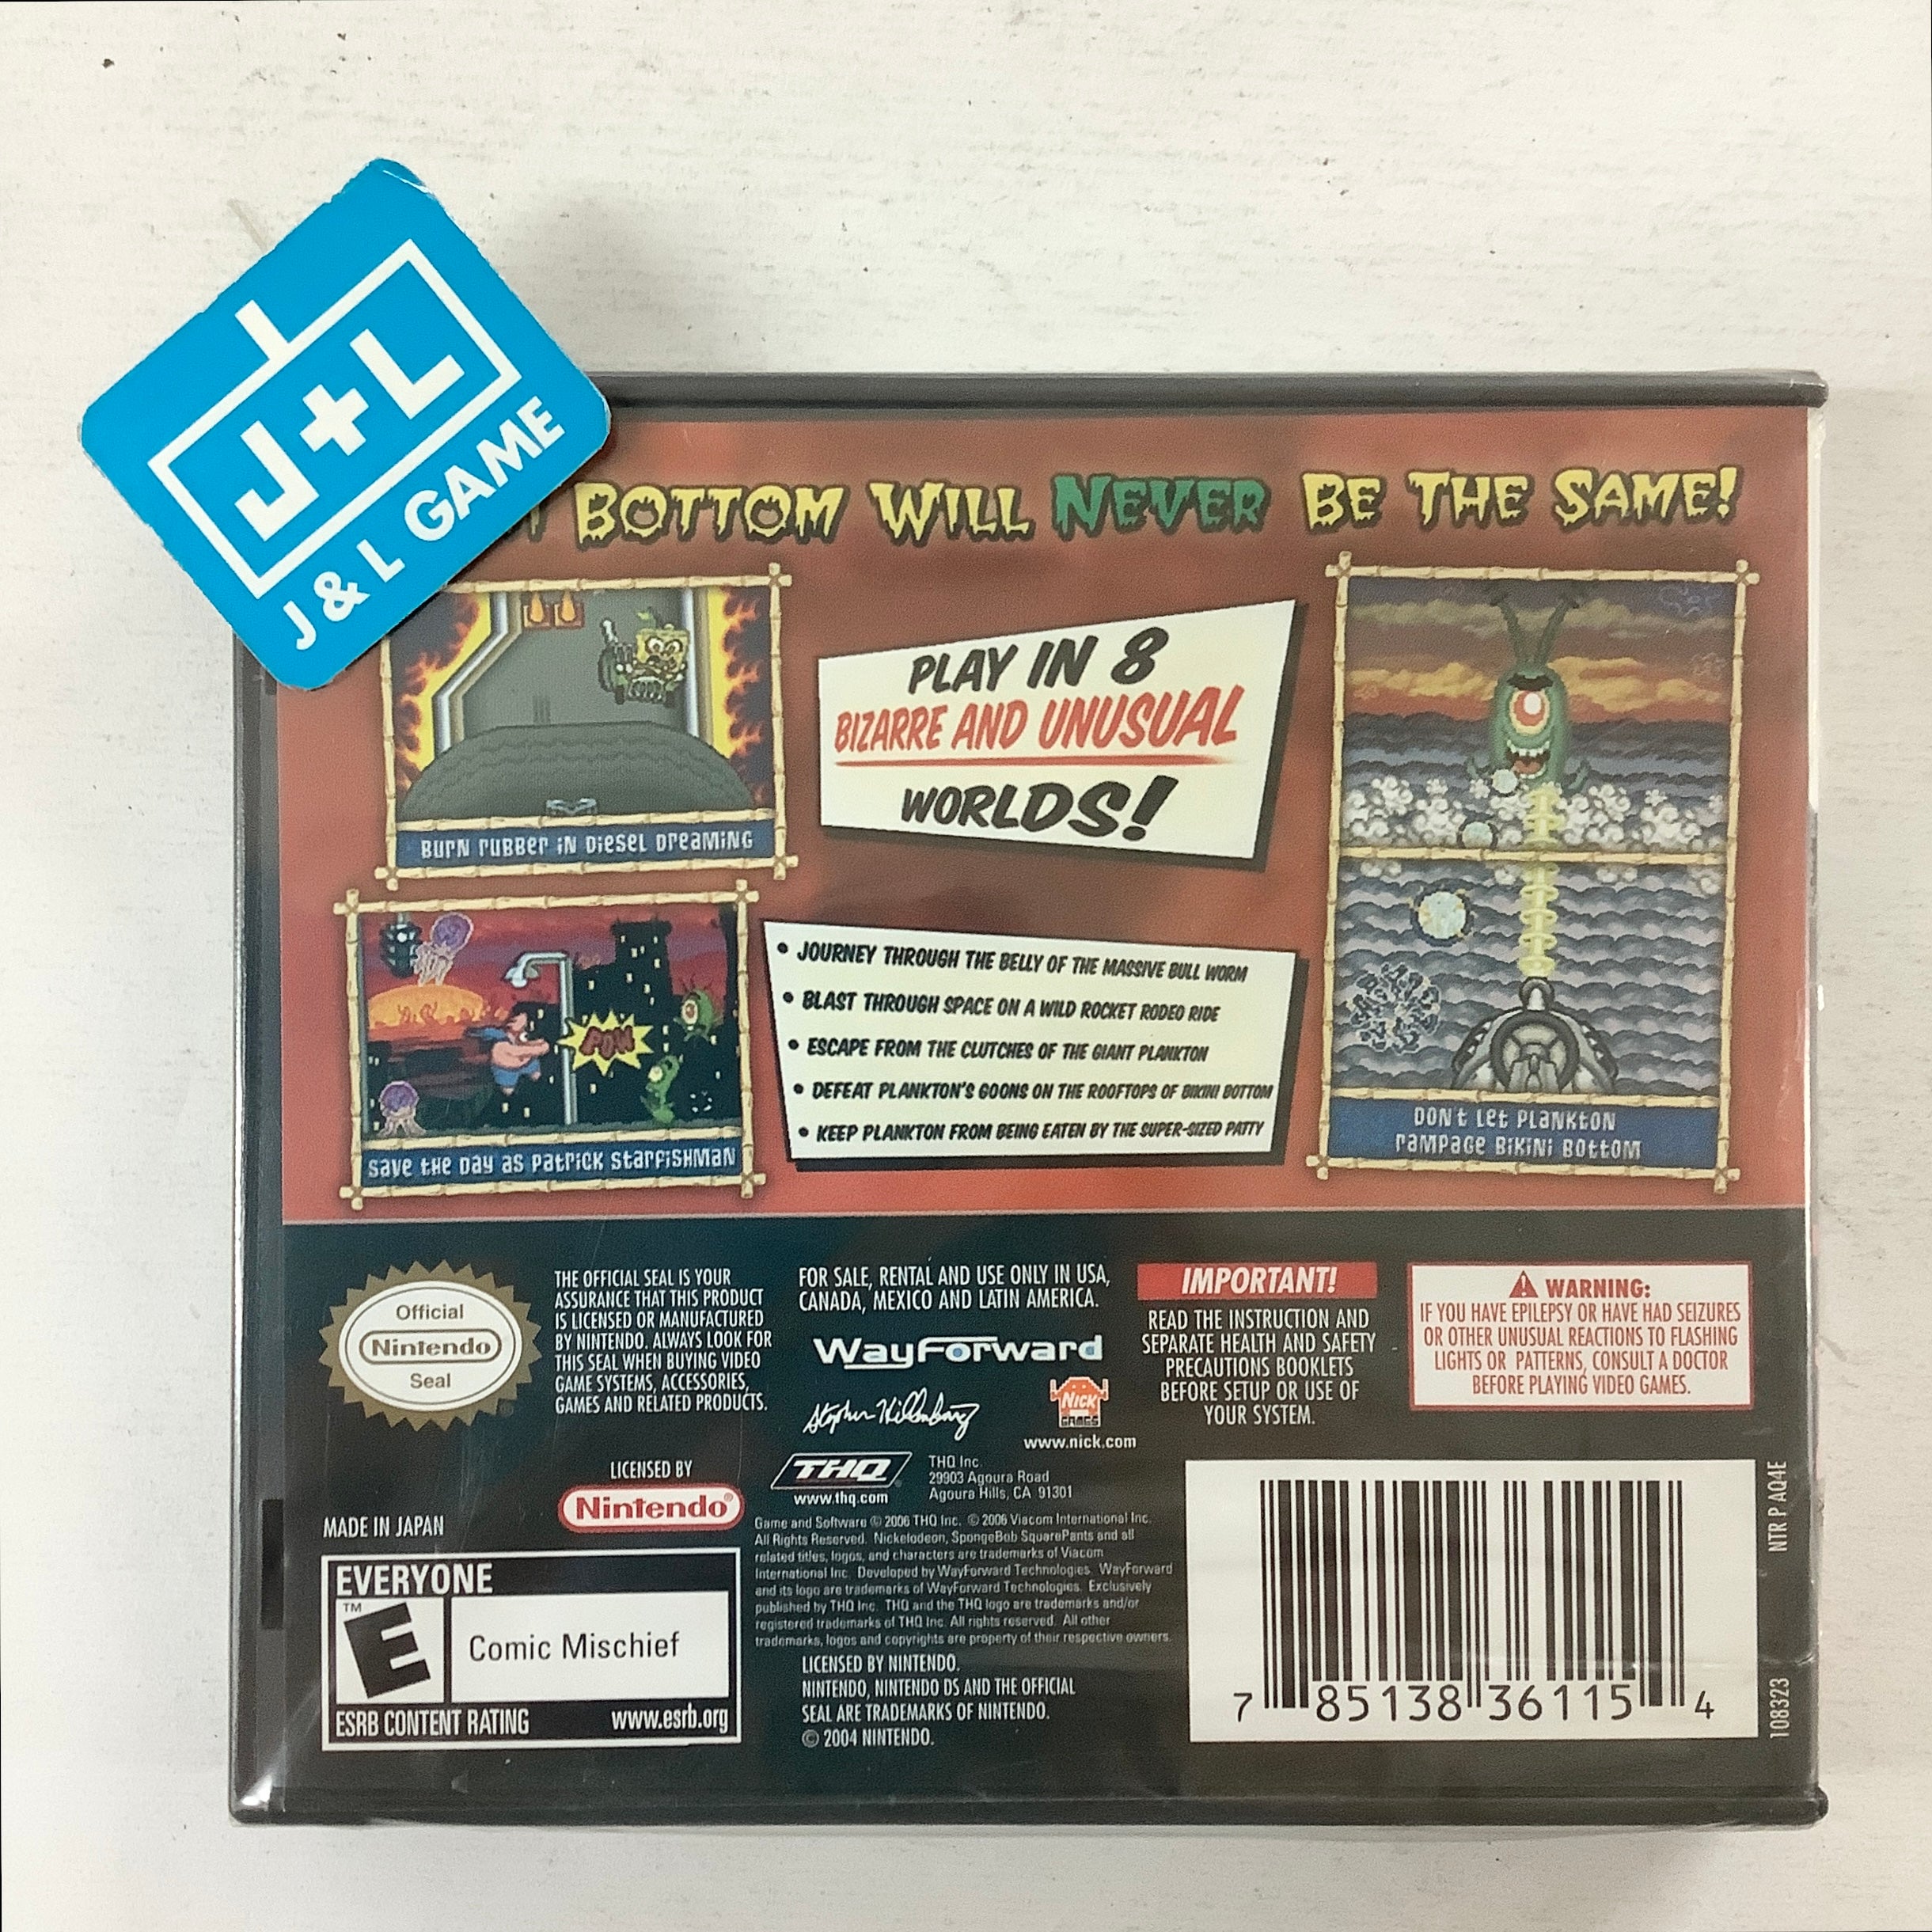 J+L
J & L GAME
BOTTOM WILL NEVER BE THE SAME!
BURN RUBBER IN DIESEL DREAMING
PLAY IN 8
BIZARRE AND UNUSUAL
WORLDS!
POW
SAVE THE DAY AS PATRICK STARFISHMAN
• JOURNEY THROUGH THE BELLY OF THE MASSIVE BULL WORM
• BLAST THROUGH SPACE ON A WILD ROCKET RODEO RIDE
• ESCAPE FROM THE CLUTCHES OF THE GIANT PLANKTON
• DEFEAT PLANKTON'S GOONS ON THE ROOFTOPS OF BIKINI BOTTOM
• KEEP PLANKTON FROM BEING EATEN BY THE SUPER-SIZED PATTY
DON'T LET PLANKTON
RAMPAGE BIKINI BOTTOM
Official
Nintendo
Seal
THE OFFICIAL SEAL IS YOUR
ASSURANCE THAT THIS PRODUCT
IS LICENSED OR MANUFACTURED
BY NINTENDO. ALWAYS LOOK FOR
THIS SEAL WHEN BUYING VIDEO
GAME SYSTEMS, ACCESSORIES,
GAMES AND RELATED PRODUCTS.
FOR SALE, RENTAL AND USE ONLY IN USA,
CANADA, MEXICO AND LATIN AMERICA.
WayForward
Stephen Hillenburg
NICK
GAMES
www.nick.com
IMPORTANT!
READ THE INSTRUCTION AND
SEPARATE HEALTH AND SAFETY
PRECAUTIONS BOOKLETS
BEFORE SETUP OR USE OF
YOUR SYSTEM.
WARNING:
IF YOU HAVE EPILEPSY OR HAVE HAD SEIZURES
OR OTHER UNUSUAL REACTIONS TO FLASHING
LIGHTS OR PATTERNS, CONSULT A DOCTOR
BEFORE PLAYING VIDEO GAMES.
LICENSED BY
Nintendo®
MADE IN JAPAN
THQ
www.thq.com
THQ Inc.
29903 Agoura Road
Agoura Hills, CA 91301
Game and Software © 2006 THQ Inc. © 2006 Viacom International Inc.
All Rights Reserved. Nickelodeon, SpongeBob SquarePants and all
related titles, logos, and characters are trademarks of Viacom
International Inc. Developed by WayForward Technologies. WayForward
and its logo are trademarks of WayForward Technologies. Exclusively
published by THQ Inc. THQ and the THQ logo are trademarks and/or
registered trademarks of THQ Inc. All rights reserved. All other
trademarks, logos and copyrights are property of their respective owners.
LICENSED BY NINTENDO.
NINTENDO, NINTENDO DS AND THE OFFICIAL
SEAL ARE TRADEMARKS OF NINTENDO.
© 2004 NINTENDO.
EVERYONE
E™
Comic Mischief
ESRB CONTENT RATING www.esrb.org
7 85138 36115 4
NTR P AQ4E
108323